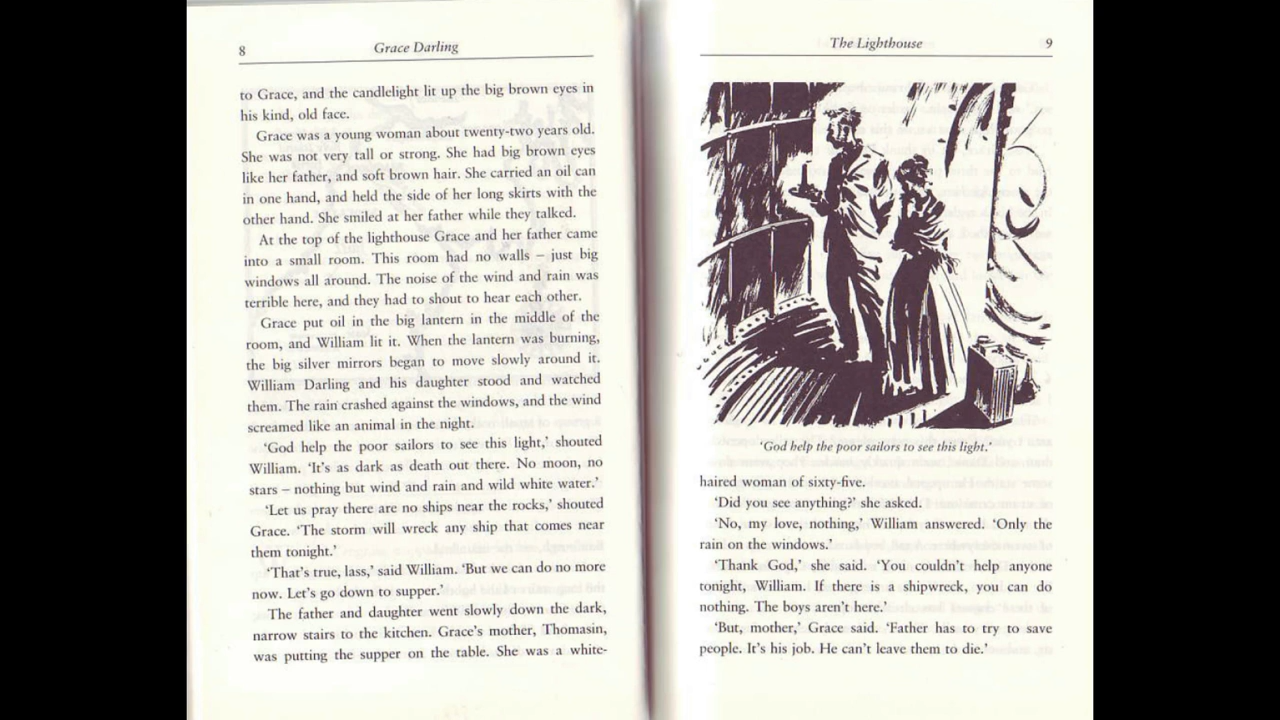 8
Grace Darling
to Grace, and the candlelight lit up the big brown eyes in
his kind, old face.
Grace was a young woman about twenty-two years old.
She was not very tall or strong. She had big brown eyes
like her father, and soft brown hair. She carried an oil can
in one hand, and held the side of her long skirts with the
other hand. She smiled at her father while they talked.
At the top of the lighthouse Grace and her father came
into a small room. This room had no walls – just big
windows all around. The noise of the wind and rain was
terrible here, and they had to shout to hear each other.
Grace put oil in the big lantern in the middle of the
room, and William lit it. When the lantern was burning,
the big silver mirrors began to move slowly around it.
William Darling and his daughter stood and watched
them. The rain crashed against the windows, and the wind
screamed like an animal in the night.
‘God help the poor sailors to see this light,’ shouted
William. ‘It’s as dark as death out there. No moon, no
stars – nothing but wind and rain and wild white water.’
‘Let us pray there are no ships near the rocks,’ shouted
Grace. ‘The storm will wreck any ship that comes near
them tonight.’
‘That’s true, lass,’ said William. ‘But we can do no more
now. Let’s go down to supper.’
The father and daughter went slowly down the dark,
narrow stairs to the kitchen. Grace’s mother, Thomasin,
was putting the supper on the table. She was a white-
The Lighthouse
9
‘God help the poor sailors to see this light.’
haired woman of sixty-five.
‘Did you see anything?’ she asked.
‘No, my love, nothing,’ William answered. ‘Only the
rain on the windows.’
‘Thank God,’ she said. ‘You couldn’t help anyone
tonight, William. If there is a shipwreck, you can do
nothing. The boys aren’t here.’
‘But, mother,’ Grace said. ‘Father has to try to save
people. It’s his job. He can’t leave them to die.’